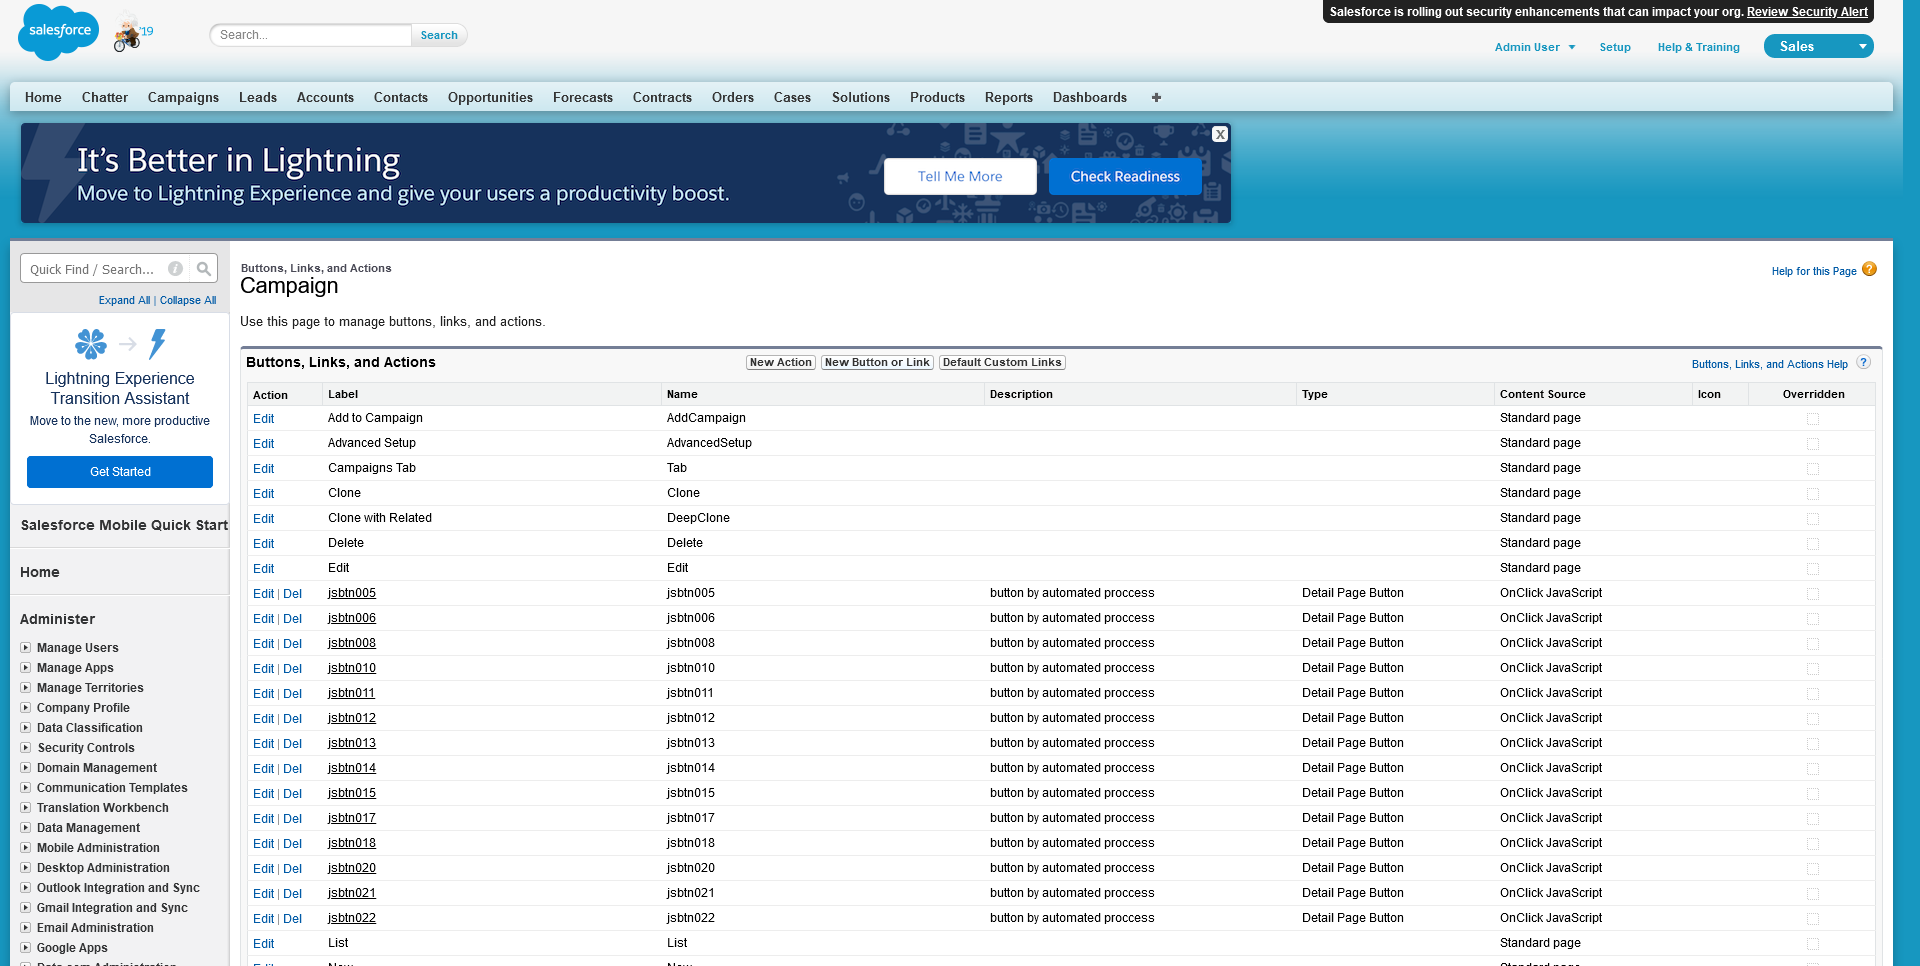 Salesforce is rolling out security enhancements that can impact your org. Review Security Alert
salesforce
'19
Search...
Search
Admin User
Setup
Help & Training
Sales
Home Chatter Campaigns Leads Accounts Contacts Opportunities Forecasts Contracts Orders Cases Solutions Products Reports Dashboards +
It's Better in Lightning
Move to Lightning Experience and give your users a productivity boost.
Tell Me More
Check Readiness
X
Quick Find / Search...
Expand All | Collapse All
Lightning Experience
Transition Assistant
Move to the new, more productive
Salesforce.
Get Started
Salesforce Mobile Quick Start
Home
Administer
Manage Users
Manage Apps
Manage Territories
Company Profile
Data Classification
Security Controls
Domain Management
Communication Templates
Translation Workbench
Data Management
Mobile Administration
Desktop Administration
Outlook Integration and Sync
Gmail Integration and Sync
Email Administration
Google Apps
Buttons, Links, and Actions
Campaign
Help for this Page ?
Use this page to manage buttons, links, and actions.
Buttons, Links, and Actions
New Action New Button or Link Default Custom Links
Buttons, Links, and Actions Help ?
Action Label Name Description Type Content Source Icon Overridden
Edit Add to Campaign AddCampaign Standard page
Edit Advanced Setup AdvancedSetup Standard page
Edit Campaigns Tab Tab Standard page
Edit Clone Clone Standard page
Edit Clone with Related DeepClone Standard page
Edit Delete Delete Standard page
Edit Edit Edit Standard page
Edit | Del jsbtn005 jsbtn005 button by automated proccess Detail Page Button OnClick JavaScript
Edit | Del jsbtn006 jsbtn006 button by automated proccess Detail Page Button OnClick JavaScript
Edit | Del jsbtn008 jsbtn008 button by automated proccess Detail Page Button OnClick JavaScript
Edit | Del jsbtn010 jsbtn010 button by automated proccess Detail Page Button OnClick JavaScript
Edit | Del jsbtn011 jsbtn011 button by automated proccess Detail Page Button OnClick JavaScript
Edit | Del jsbtn012 jsbtn012 button by automated proccess Detail Page Button OnClick JavaScript
Edit | Del jsbtn013 jsbtn013 button by automated proccess Detail Page Button OnClick JavaScript
Edit | Del jsbtn014 jsbtn014 button by automated proccess Detail Page Button OnClick JavaScript
Edit | Del jsbtn015 jsbtn015 button by automated proccess Detail Page Button OnClick JavaScript
Edit | Del jsbtn017 jsbtn017 button by automated proccess Detail Page Button OnClick JavaScript
Edit | Del jsbtn018 jsbtn018 button by automated proccess Detail Page Button OnClick JavaScript
Edit | Del jsbtn020 jsbtn020 button by automated proccess Detail Page Button OnClick JavaScript
Edit | Del jsbtn021 jsbtn021 button by automated proccess Detail Page Button OnClick JavaScript
Edit | Del jsbtn022 jsbtn022 button by automated proccess Detail Page Button OnClick JavaScript
Edit List List Standard page